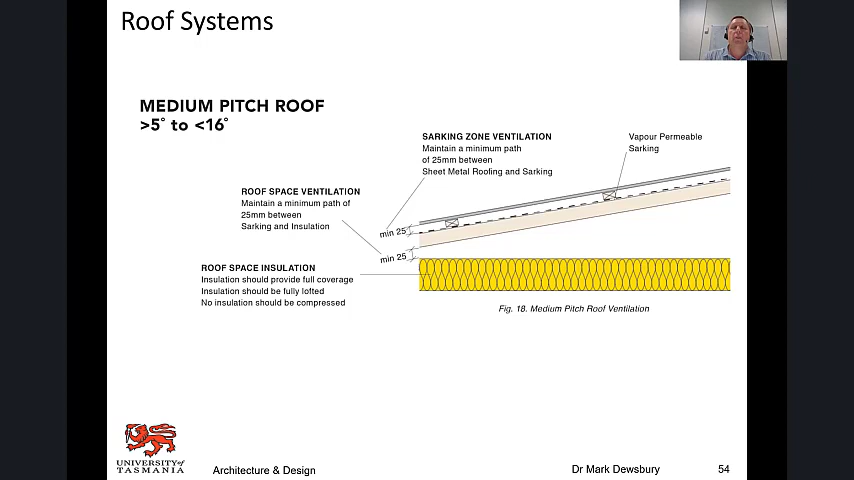 Roof Systems
MEDIUM PITCH ROOF
>5° to <16°
SARKING ZONE VENTILATION
Maintain a minimum path
of 25mm between
Sheet Metal Roofing and Sarking
Vapour Permeable
Sarking
ROOF SPACE VENTILATION
Maintain a minimum path of
25mm between
Sarking and Insulation
min 25
min 25
ROOF SPACE INSULATION
Insulation should provide full coverage
Insulation should be fully lofted
No insulation should be compressed
Fig. 18. Medium Pitch Roof Ventilation
UNIVERSITY of
TASMANIA
Architecture & Design
Dr Mark Dewsbury
54